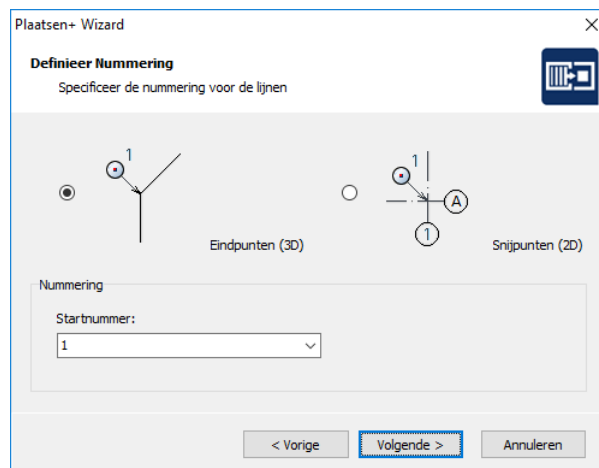 Plaatsen+ Wizard
Definieer Nummering
Specificeer de nummering voor de lijnen
1
Eindpunten (3D)
1
A
1
Snijpunten (2D)
Nummering
Startnummer:
1
< Vorige
Volgende >
Annuleren